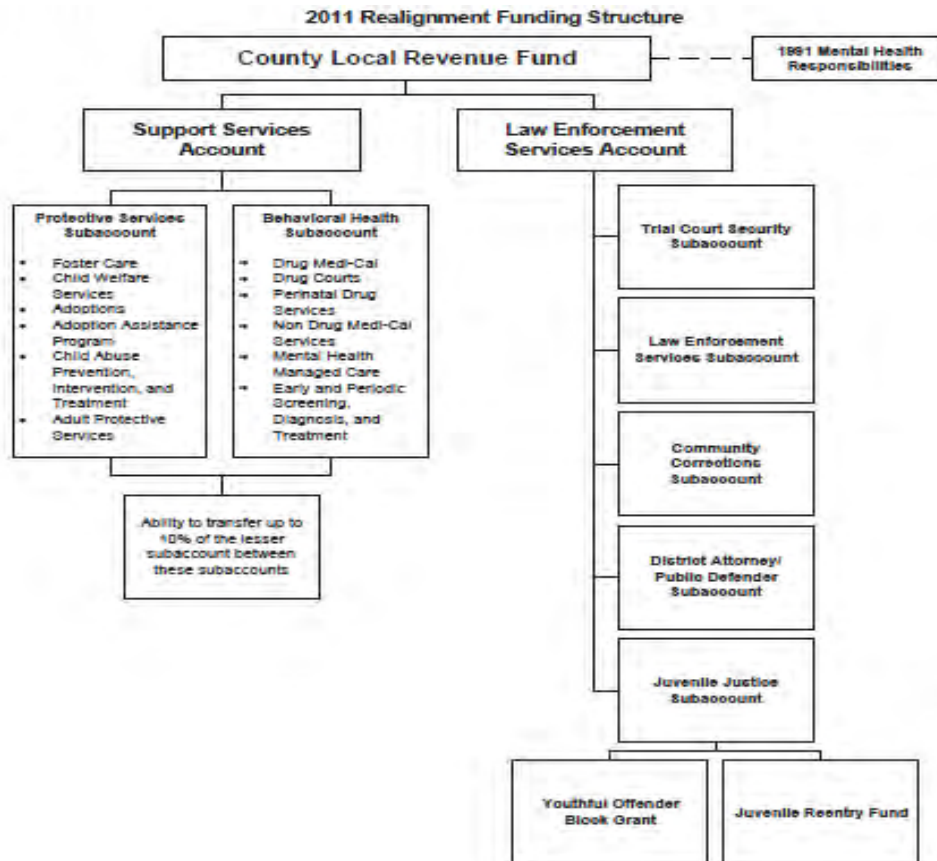 2011 Realignment Funding Structure
County Local Revenue Fund
1991 Mental Health
Responsibilities
Support Services
Account
Law Enforcement
Services Account
Protective Services
Subaccount
• Foster Care
• Child Welfare
Services
• Adoptions
• Adoption Assistance
Program
• Child Abuse
Prevention,
Intervention, and
Treatment
• Adult Protective
Services
Behavioral Health
Subaccount
• Drug Medi-Cal
• Drug Courts
• Perinatal Drug
Services
• Non Drug Medi-Cal
Services
• Mental Health
Managed Care
• Early and Periodic
Screening,
Diagnosis, and
Treatment
Ability to transfer up to
10% of the lesser
subaccount between
these subaccounts
Trial Court Security
Subaccount
Law Enforcement
Services Subaccount
Community
Corrections
Subaccount
District Attorney/
Public Defender
Subaccount
Juvenile Justice
Subaccount
Youthful Offender
Block Grant
Juvenile Reentry Fund